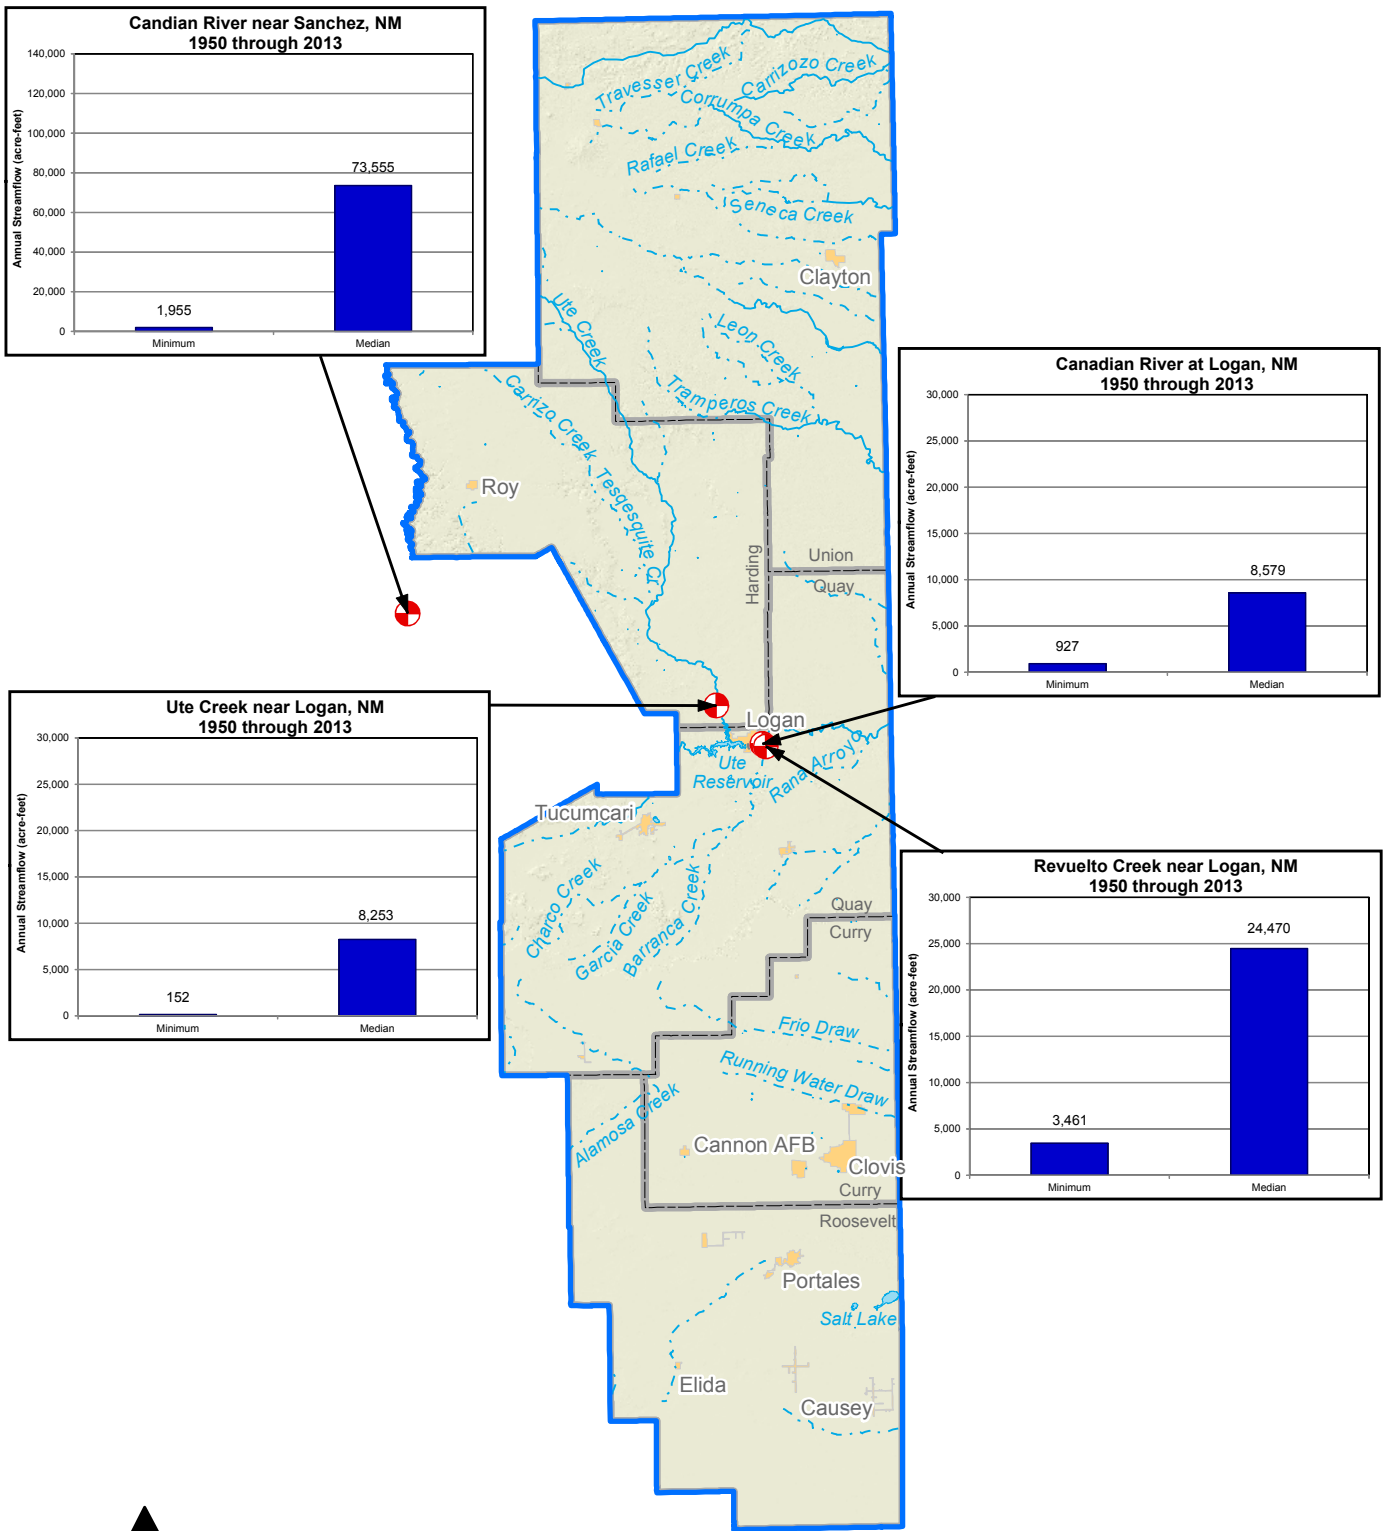 Candian River near Sanchez, NM
1950 through 2013
Annual Streamflow (acre-feet)
140,000
120,000
100,000
80,000
60,000
40,000
20,000
0
1,955
73,555
Minimum
Median
Travesser Creek
Carrizozo Creek
Corrumpa Creek
Rafael Creek
Seneca Creek
Clayton
Ute Creek
Leon Creek
Tramperos Creek
Carrizo Creek
Tesqesquite Cr
Roy
Harding
Union
Quay
Canadian River at Logan, NM
1950 through 2013
Annual Streamflow (acre-feet)
30,000
25,000
20,000
15,000
10,000
5,000
0
927
8,579
Minimum
Median
Ute Creek near Logan, NM
1950 through 2013
Annual Streamflow (acre-feet)
30,000
25,000
20,000
15,000
10,000
5,000
0
152
8,253
Minimum
Median
Logan
Ute
Reservoir
Rana Arroyo
Tucumcari
Charco Creek
Garcia Creek
Barranca Creek
Quay
Curry
Revuelto Creek near Logan, NM
1950 through 2013
Annual Streamflow (acre-feet)
30,000
25,000
20,000
15,000
10,000
5,000
0
3,461
24,470
Minimum
Median
Frio Draw
Running Water Draw
Alamosa Creek
Cannon AFB
Clovis
Curry
Roosevelt
Portales
Salt Lake
Elida
Causey